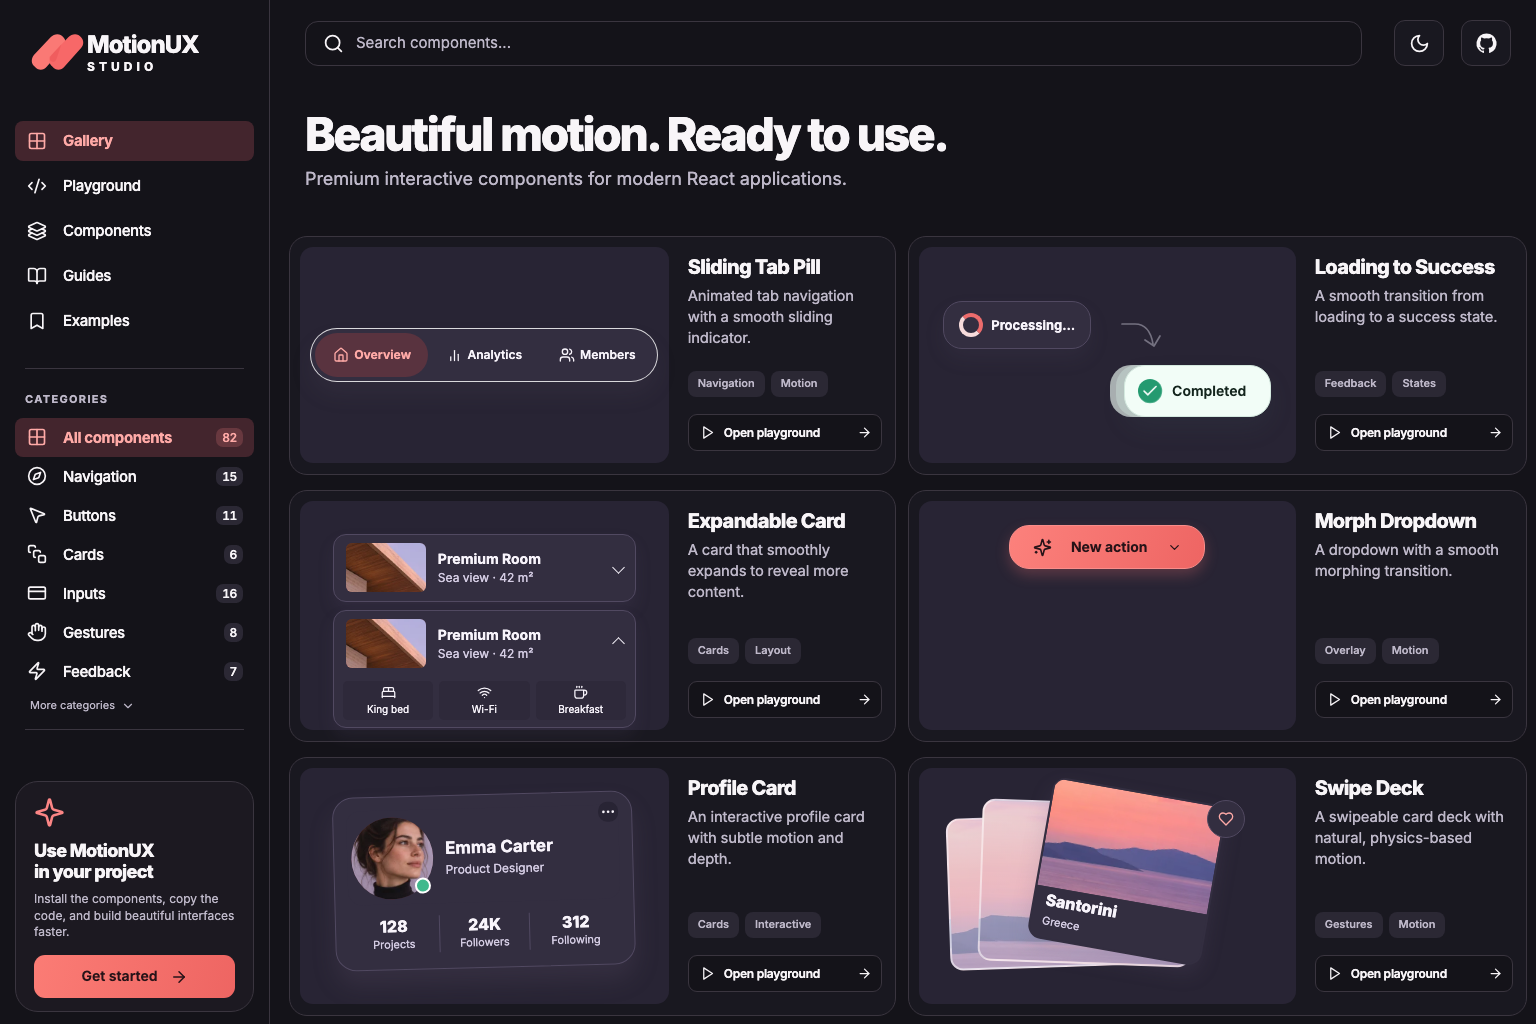 MotionUX
STUDIO
Search components...
Gallery
Playground
Components
Guides
Examples
CATEGORIES
All components 82
Navigation 15
Buttons 11
Cards 6
Inputs 16
Gestures 8
Feedback 7
More categories
Use MotionUX
in your project
Install the components, copy the
code, and build beautiful interfaces
faster.
Get started
Beautiful motion. Ready to use.
Premium interactive components for modern React applications.
Overview Analytics Members
Sliding Tab Pill
Animated tab navigation
with a smooth sliding
indicator.
Navigation Motion
Open playground
Processing...
Completed
Loading to Success
A smooth transition from
loading to a success state.
Feedback States
Open playground
Premium Room
Sea view · 42 m²
Premium Room
Sea view · 42 m²
King bed Wi-Fi Breakfast
Expandable Card
A card that smoothly
expands to reveal more
content.
Cards Layout
Open playground
New action
Morph Dropdown
A dropdown with a smooth
morphing transition.
Overlay Motion
Open playground
Emma Carter
Product Designer
128 24K 312
Projects Followers Following
Profile Card
An interactive profile card
with subtle motion and
depth.
Cards Interactive
Open playground
Santorini
Greece
Swipe Deck
A swipeable card deck with
natural, physics-based
motion.
Gestures Motion
Open playground